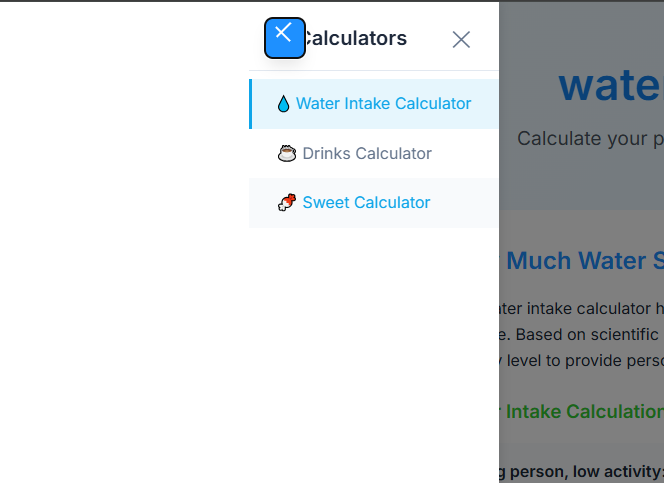 Calculators
Water Intake Calculator
Drinks Calculator
Sweet Calculator
wate
Calculate your p
Much Water S
ter intake calculator h
e. Based on scientific
level to provide perso
Intake Calculation
g person, low activity: